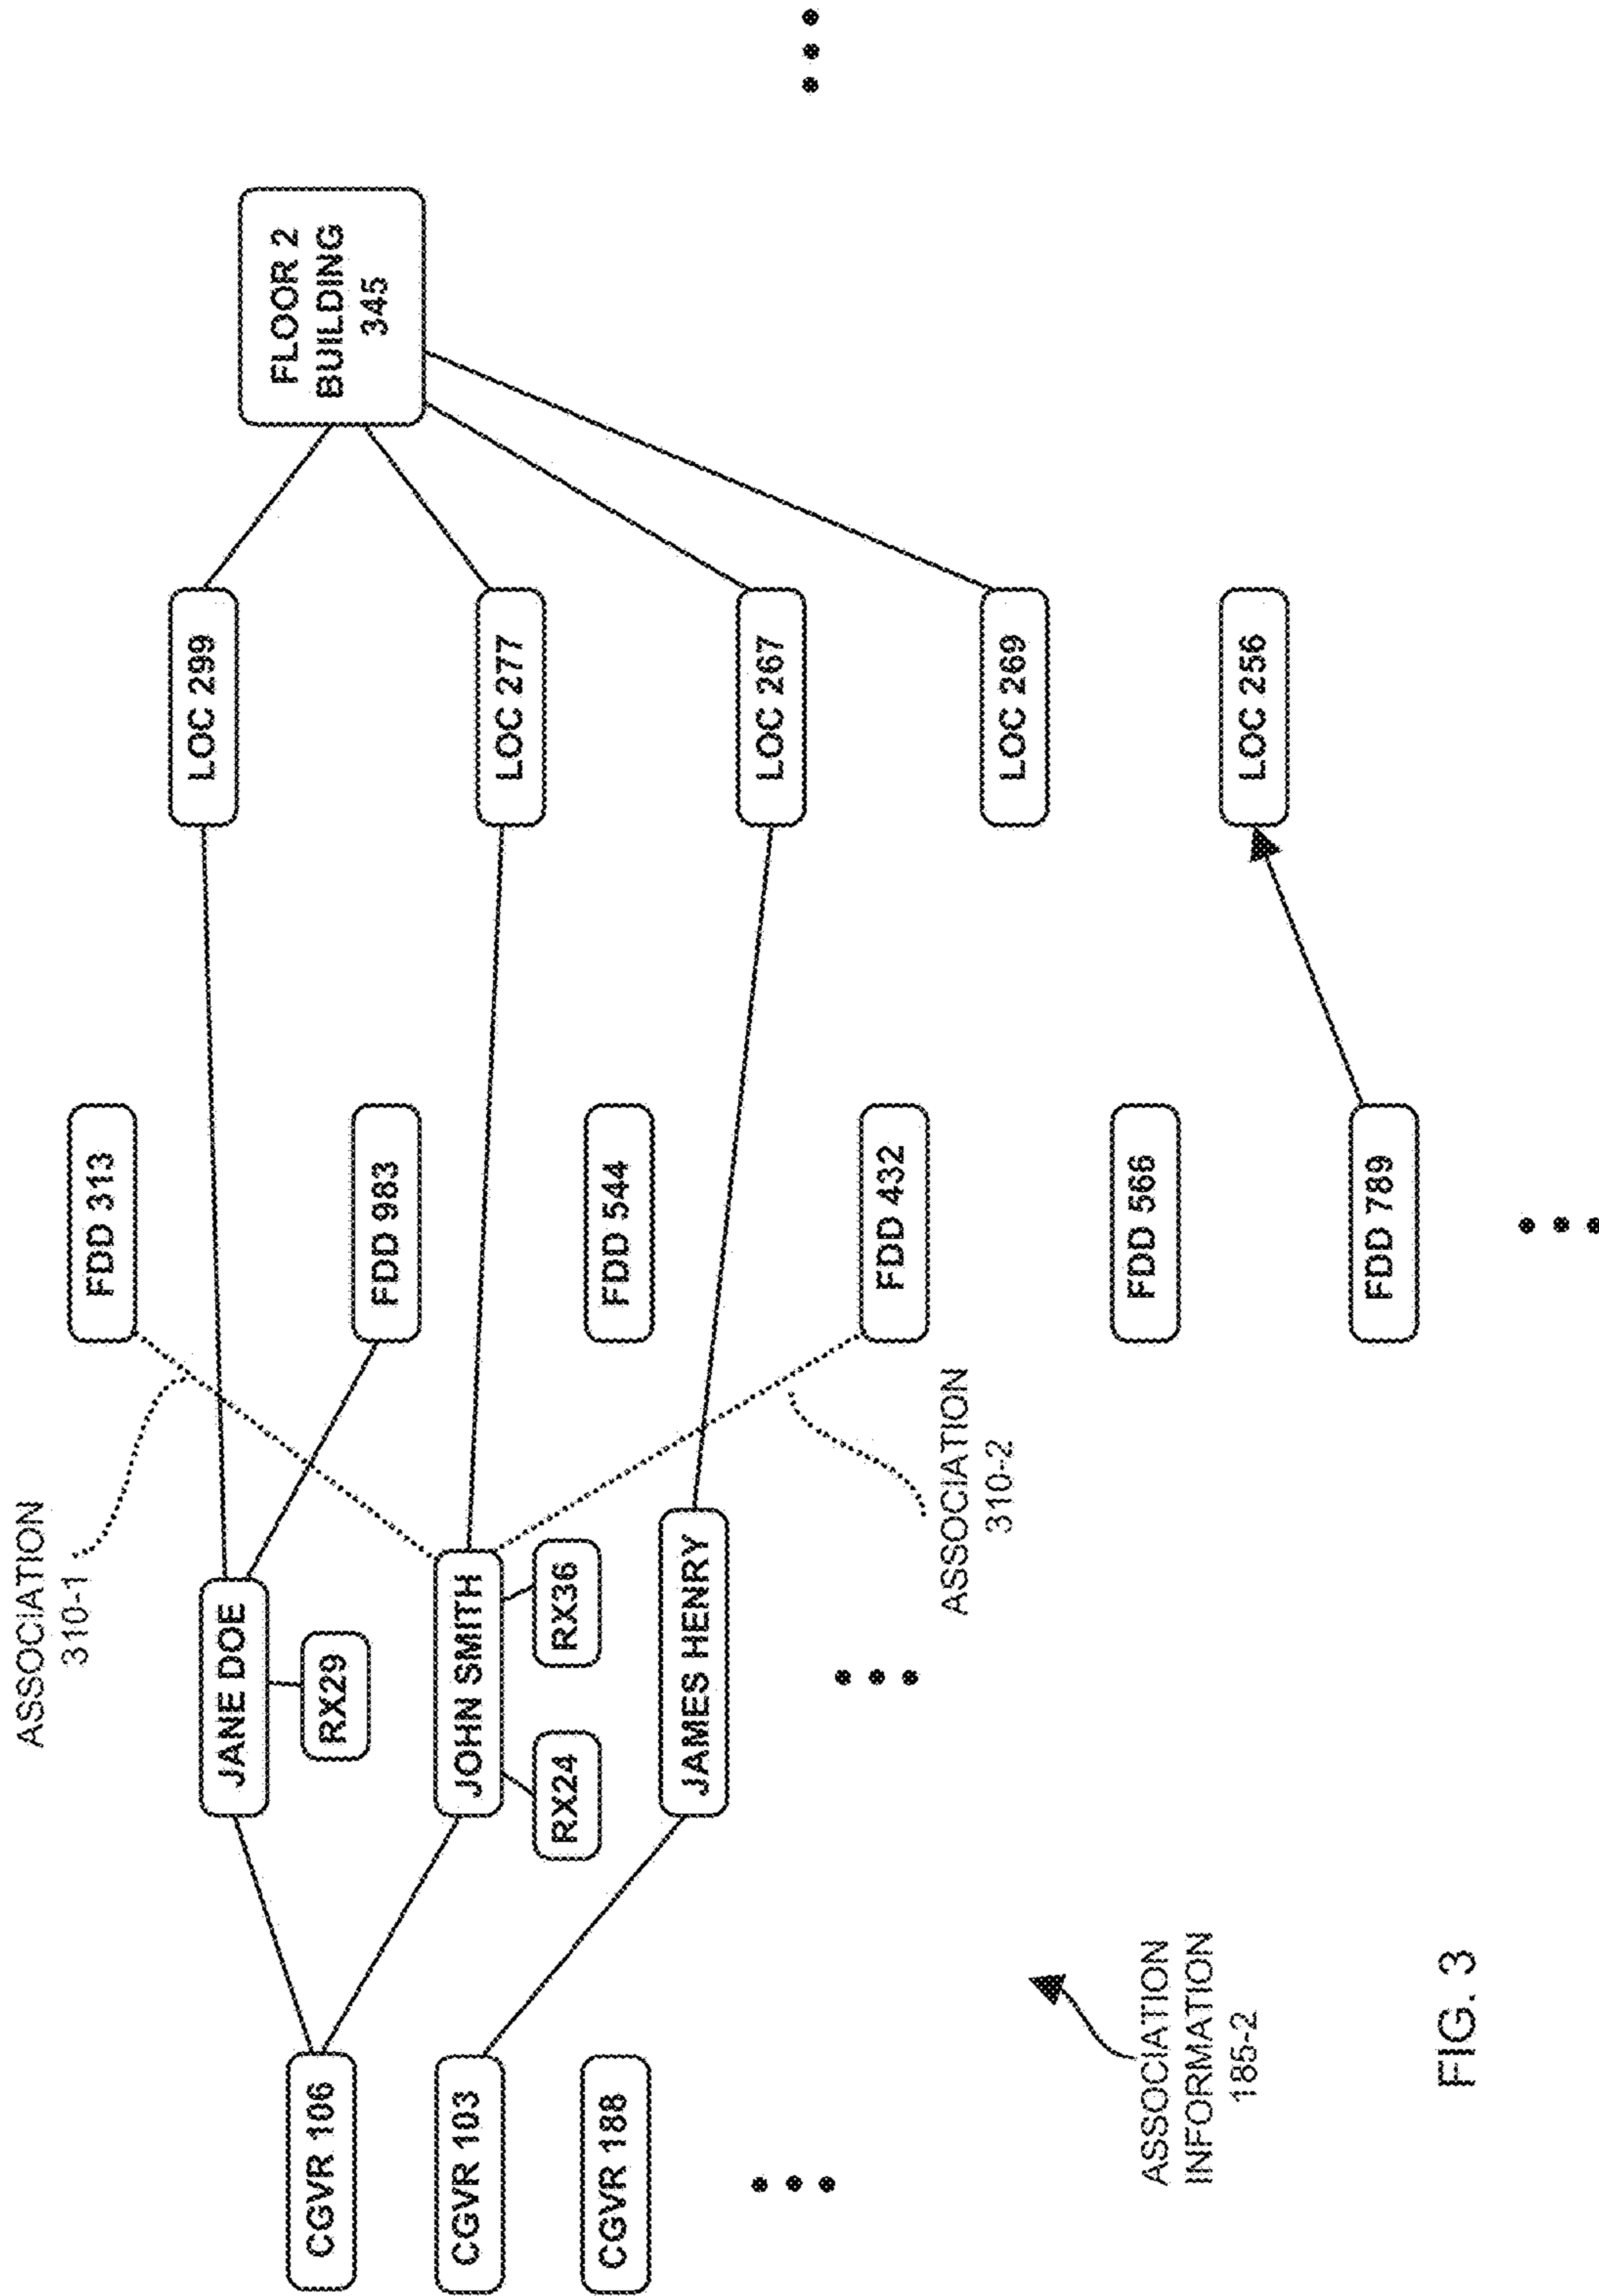 ASSOCIATION
310-1
CGVR 106
CGVR 103
CGVR 188
JANE DOE
RX29
JOHN SMITH
RX24
RX36
JAMES HENRY
FDD 313
FDD 983
FDD 544
FDD 432
FDD 566
FDD 789
LOC 299
LOC 277
LOC 267
LOC 269
LOC 256
FLOOR 2
BUILDING
345
ASSOCIATION
310-2
ASSOCIATION
INFORMATION
185-2
FIG. 3